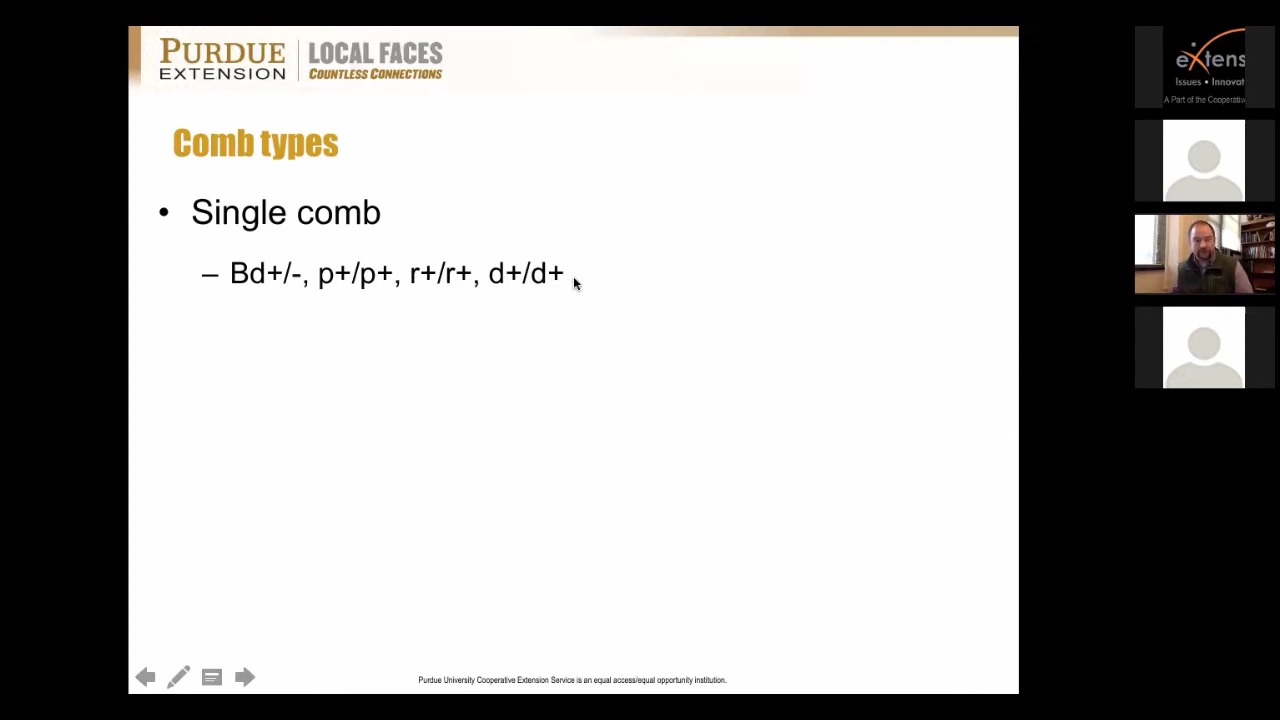 PURDUE
EXTENSION
LOCAL FACES
COUNTLESS CONNECTIONS
Comb types
• Single comb
– Bd+/-, p+/p+, r+/r+, d+/d+
Purdue University Cooperative Extension Service is an equal access/equal opportunity institution.
eXtens
Issues • Innovat
A Part of the Cooperativ